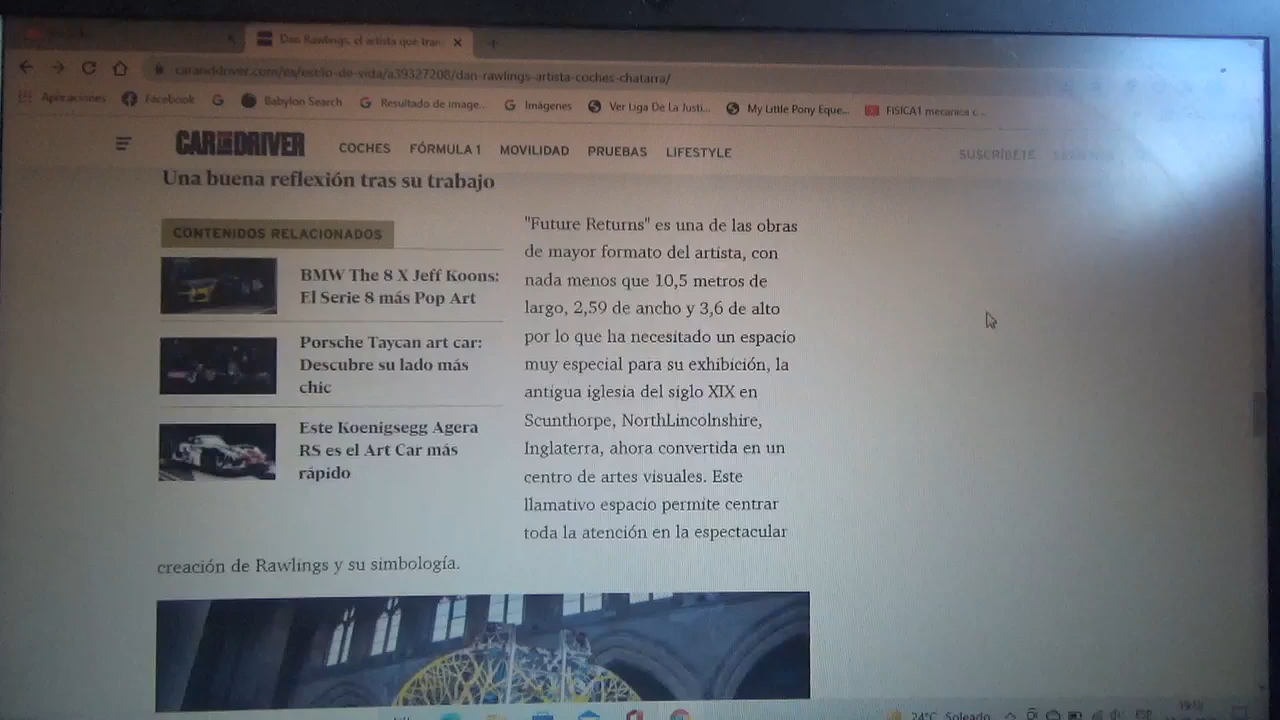 Dan Rawlings, el artista que tran
caranddriver.com/es/estilo-de-vida/a39327208/dan-rawlings-artista-coches-chatarra/
Aplicaciones Facebook Babylon Search Resultado de image... Imágenes Ver Liga De La Justi... My Little Pony Eque... FISICA1 mecanica c...
CAR AND DRIVER COCHES FÓRMULA 1 MOVILIDAD PRUEBAS LIFESTYLE SUSCRÍBETE
Una buena reflexión tras su trabajo
CONTENIDOS RELACIONADOS
BMW The 8 X Jeff Koons:
El Serie 8 más Pop Art
Porsche Taycan art car:
Descubre su lado más
chic
Este Koenigsegg Agera
RS es el Art Car más
rápido
"Future Returns" es una de las obras
de mayor formato del artista, con
nada menos que 10,5 metros de
largo, 2,59 de ancho y 3,6 de alto
por lo que ha necesitado un espacio
muy especial para su exhibición, la
antigua iglesia del siglo XIX en
Scunthorpe, NorthLincolnshire,
Inglaterra, ahora convertida en un
centro de artes visuales. Este
llamativo espacio permite centrar
toda la atención en la espectacular
creación de Rawlings y su simbología.
24°C Soleado ESP